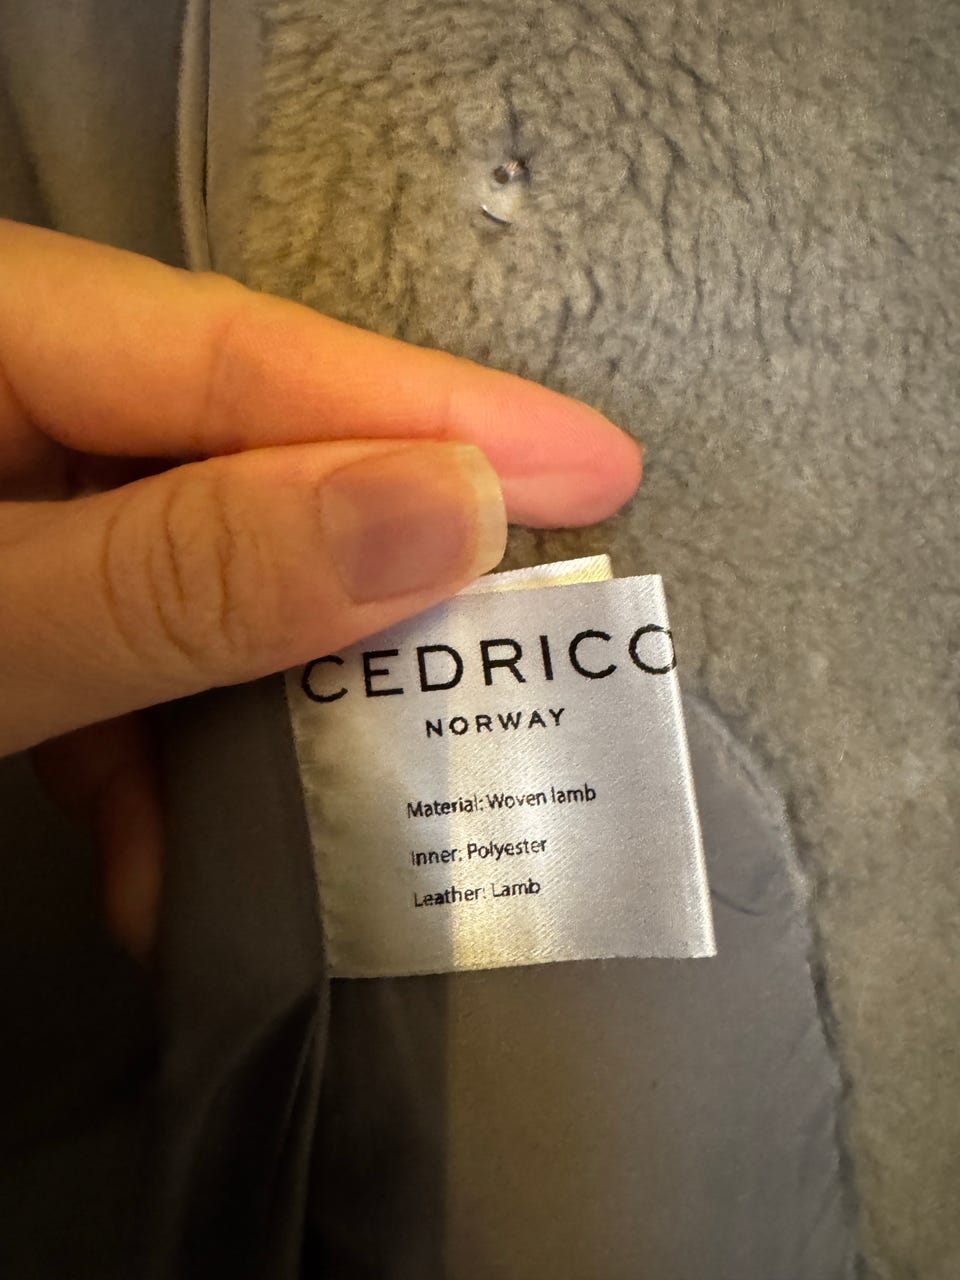 CEDRICO
NORWAY
Material: Woven lamb
Inner: Polyester
Leather: Lamb